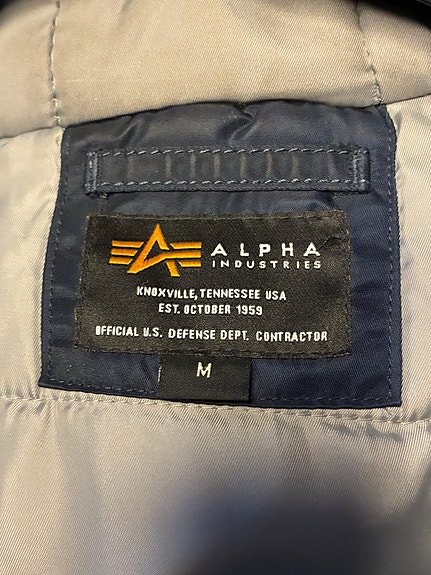 ALPHA
INDUSTRIES
KNOXVILLE, TENNESSEE USA
EST. OCTOBER 1959
OFFICIAL U.S. DEFENSE DEPT. CONTRACTOR
M